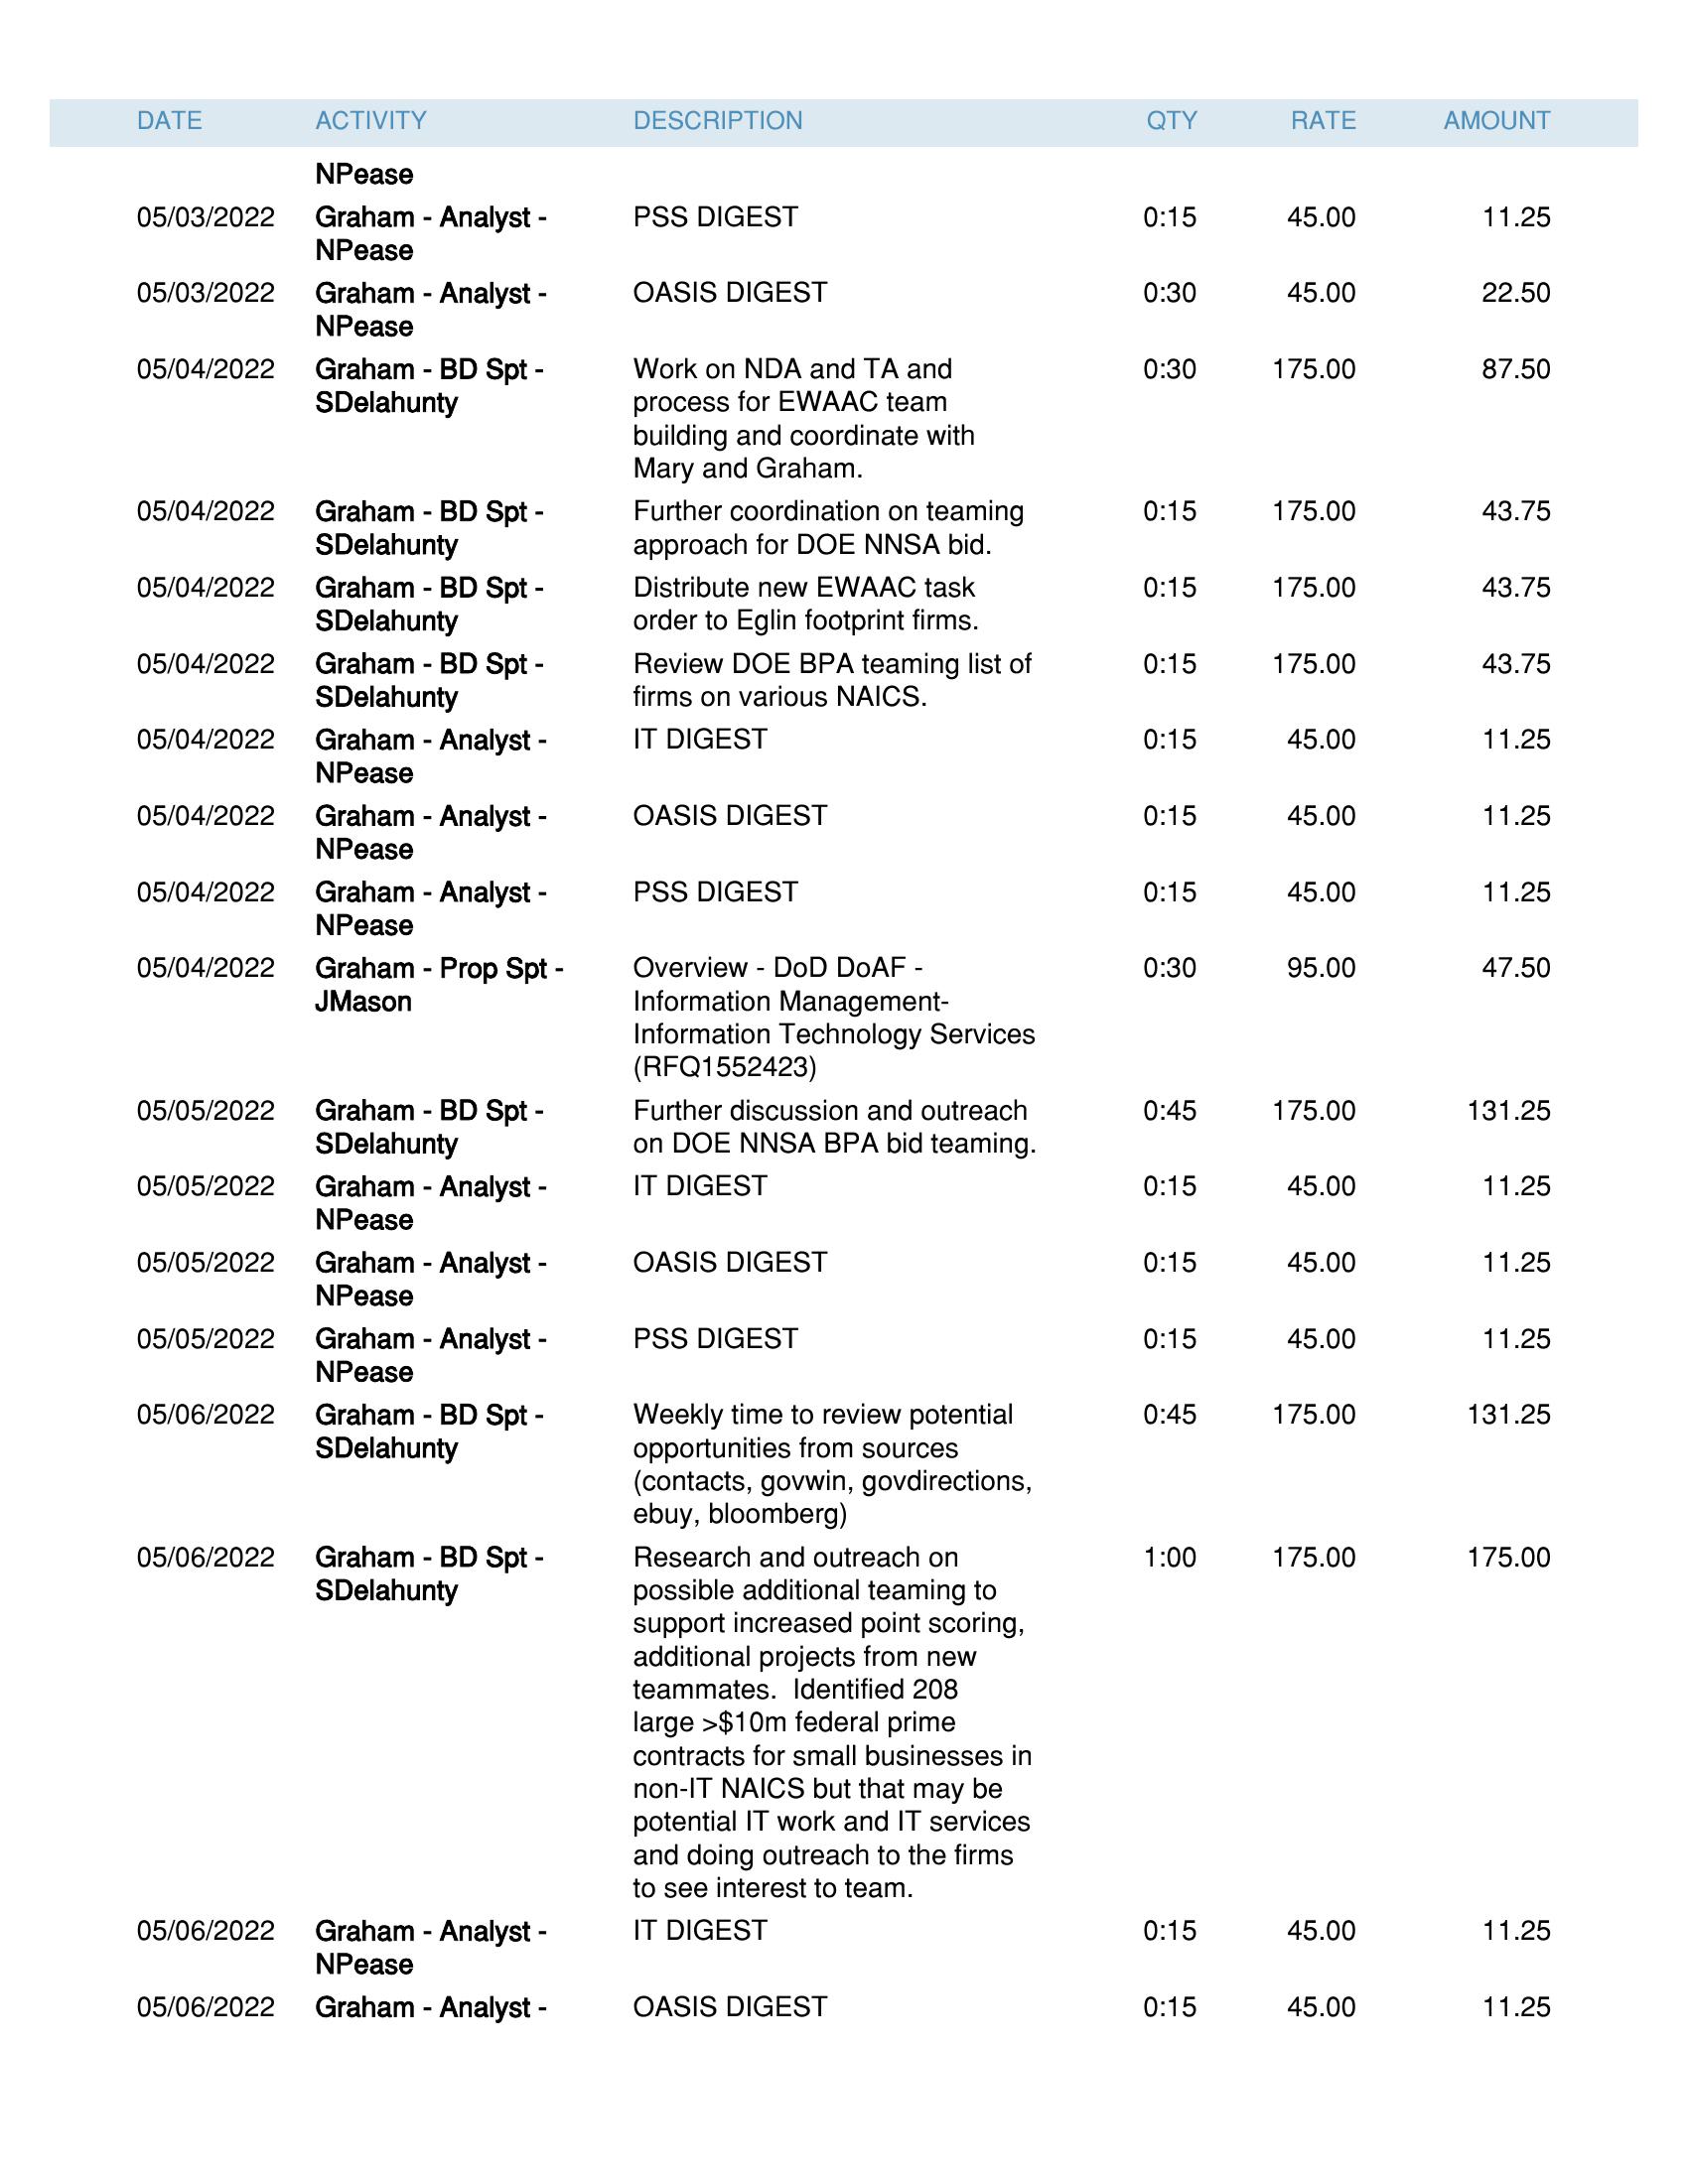 DATE ACTIVITY DESCRIPTION QTY RATE AMOUNT
NPease
05/03/2022 Graham - Analyst - PSS DIGEST 0:15 45.00 11.25
NPease
05/03/2022 Graham - Analyst - OASIS DIGEST 0:30 45.00 22.50
NPease
05/04/2022 Graham - BD Spt - Work on NDA and TA and 0:30 175.00 87.50
SDelahunty process for EWAAC team
building and coordinate with
Mary and Graham.
05/04/2022 Graham - BD Spt - Further coordination on teaming 0:15 175.00 43.75
SDelahunty approach for DOE NNSA bid.
05/04/2022 Graham - BD Spt - Distribute new EWAAC task 0:15 175.00 43.75
SDelahunty order to Eglin footprint firms.
05/04/2022 Graham - BD Spt - Review DOE BPA teaming list of 0:15 175.00 43.75
SDelahunty firms on various NAICS.
05/04/2022 Graham - Analyst - IT DIGEST 0:15 45.00 11.25
NPease
05/04/2022 Graham - Analyst - OASIS DIGEST 0:15 45.00 11.25
NPease
05/04/2022 Graham - Analyst - PSS DIGEST 0:15 45.00 11.25
NPease
05/04/2022 Graham - Prop Spt - Overview - DoD DoAF - 0:30 95.00 47.50
JMason Information Management-
Information Technology Services
(RFQ1552423)
05/05/2022 Graham - BD Spt - Further discussion and outreach 0:45 175.00 131.25
SDelahunty on DOE NNSA BPA bid teaming.
05/05/2022 Graham - Analyst - IT DIGEST 0:15 45.00 11.25
NPease
05/05/2022 Graham - Analyst - OASIS DIGEST 0:15 45.00 11.25
NPease
05/05/2022 Graham - Analyst - PSS DIGEST 0:15 45.00 11.25
NPease
05/06/2022 Graham - BD Spt - Weekly time to review potential 0:45 175.00 131.25
SDelahunty opportunities from sources
(contacts, govwin, govdirections,
ebuy, bloomberg)
05/06/2022 Graham - BD Spt - Research and outreach on 1:00 175.00 175.00
SDelahunty possible additional teaming to
support increased point scoring,
additional projects from new
teammates.  Identified 208
large >$10m federal prime
contracts for small businesses in
non-IT NAICS but that may be
potential IT work and IT services
and doing outreach to the firms
to see interest to team.
05/06/2022 Graham - Analyst - IT DIGEST 0:15 45.00 11.25
NPease
05/06/2022 Graham - Analyst - OASIS DIGEST 0:15 45.00 11.25